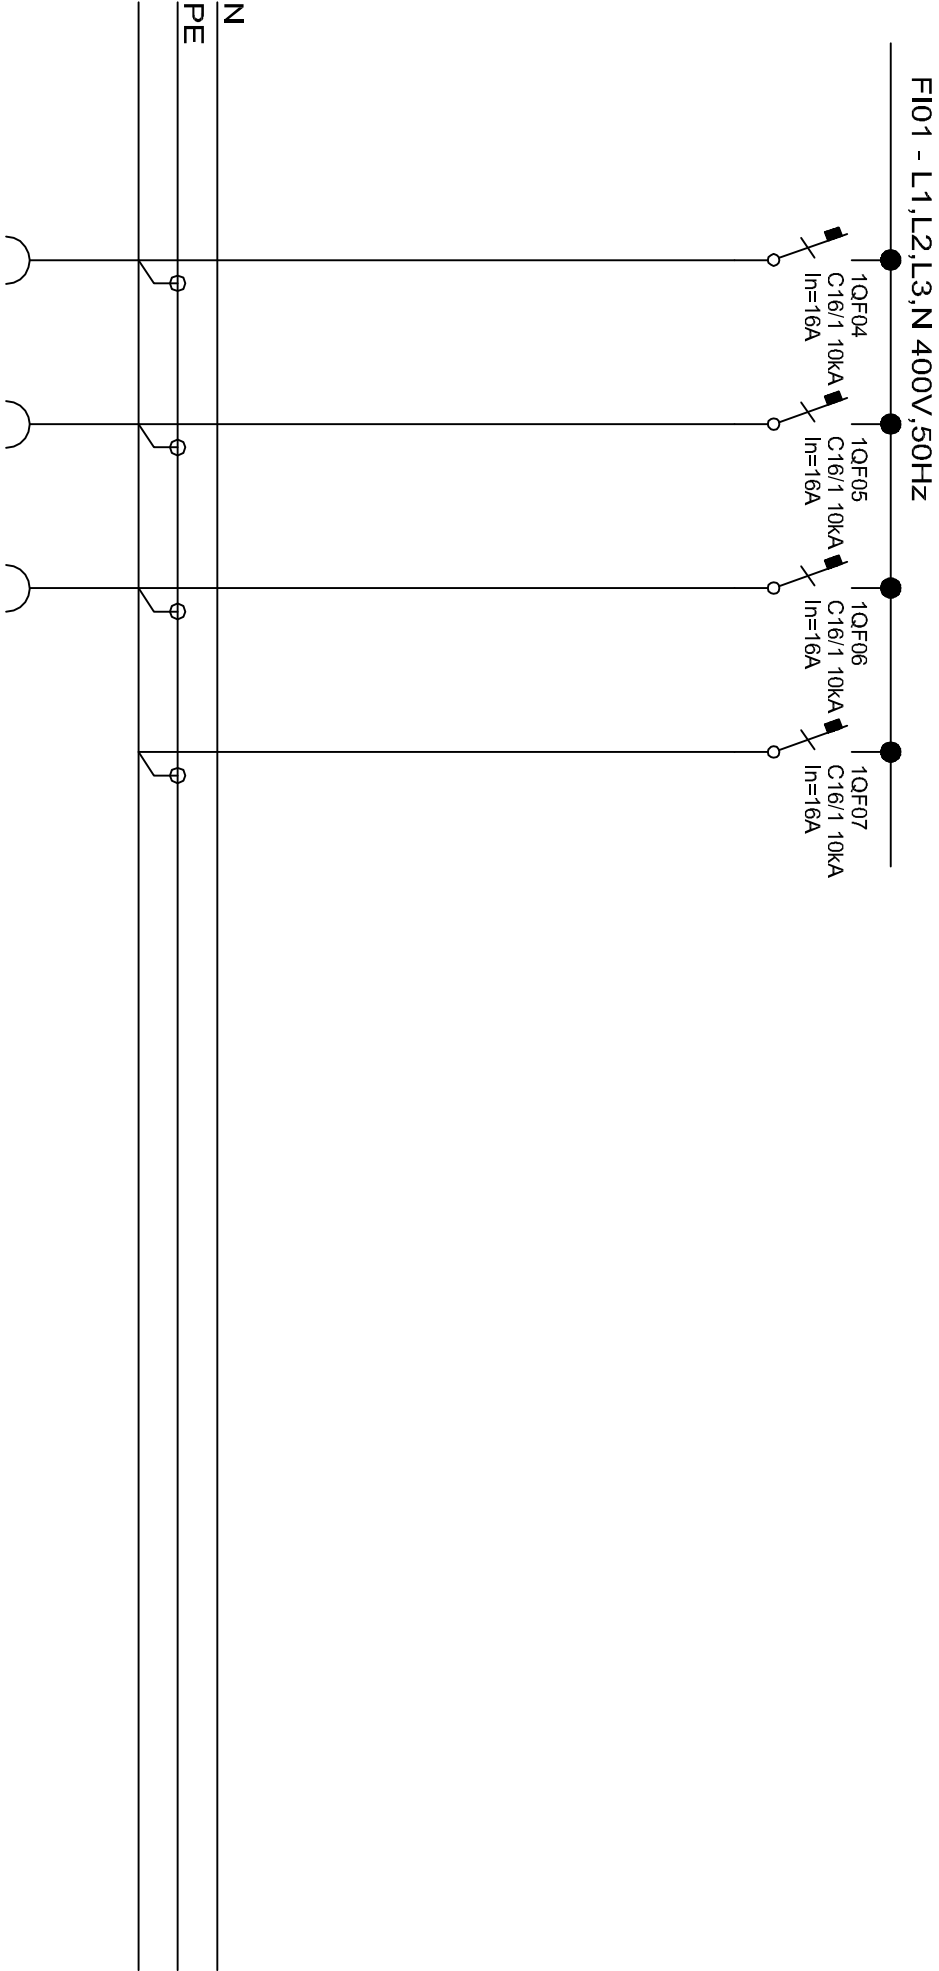 FI01 - L1,L2,L3,N 400V,50Hz
1QF04
C16/1 10kA
In=16A
1QF05
C16/1 10kA
In=16A
1QF06
C16/1 10kA
In=16A
1QF07
C16/1 10kA
In=16A
N
PE